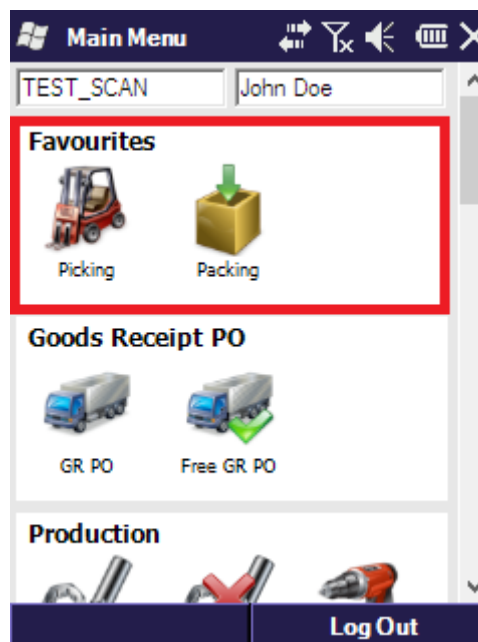 Main Menu
TEST_SCAN John Doe
Favourites
Picking Packing
Goods Receipt PO
GR PO Free GR PO
Production
Log Out